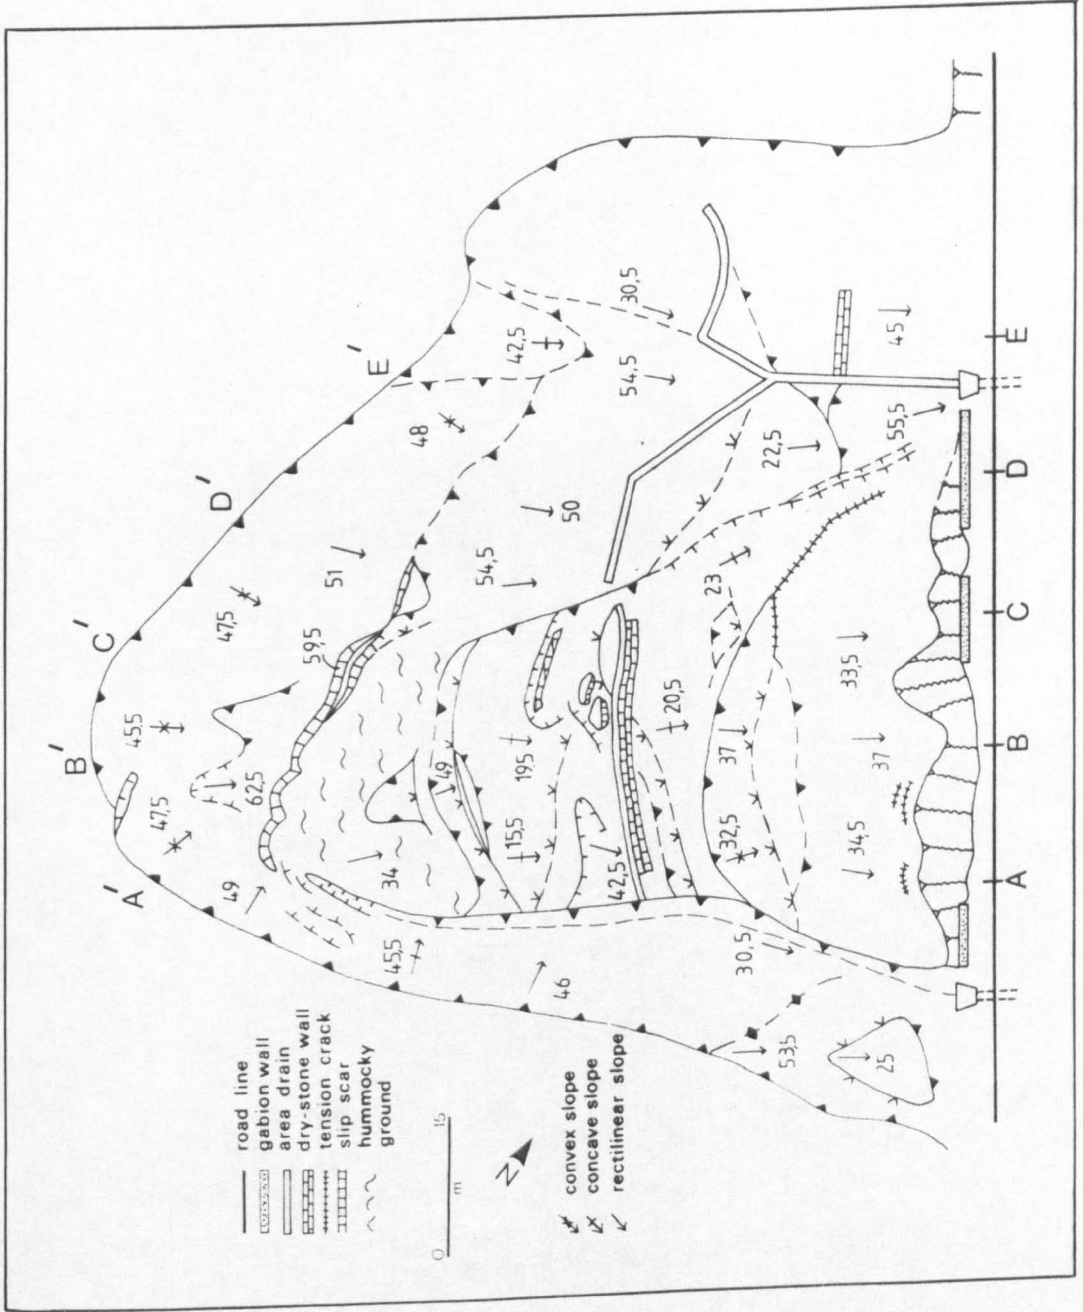 A'
B'
C'
D'
E'
49
47,5
45,5
47,5
62,5
59,5
51
48
42,5
54,5
50
54,5
30,5
45,5
34
49
19,5
15,5
46
42,5
20,5
23
22,5
45
55,5
30,5
32,5
37
33,5
37
34,5
53,5
25
A
B
C
D
E
road line
gabion wall
area drain
dry-stone wall
tension crack
slip scar
hummocky
ground
0
15
m
N
convex slope
concave slope
rectilinear slope